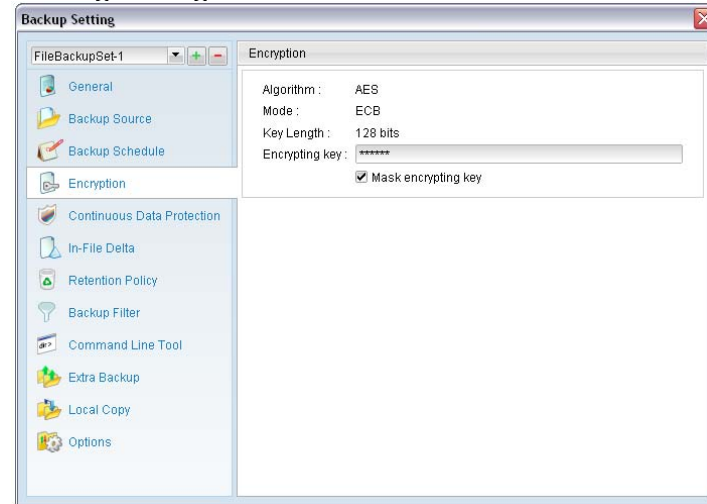 Backup Setting
FileBackupSet-1
General
Backup Source
Backup Schedule
Encryption
Continuous Data Protection
In-File Delta
Retention Policy
Backup Filter
Command Line Tool
Extra Backup
Local Copy
Options
Encryption
Algorithm : AES
Mode : ECB
Key Length : 128 bits
Encrypting key : ******
Mask encrypting key